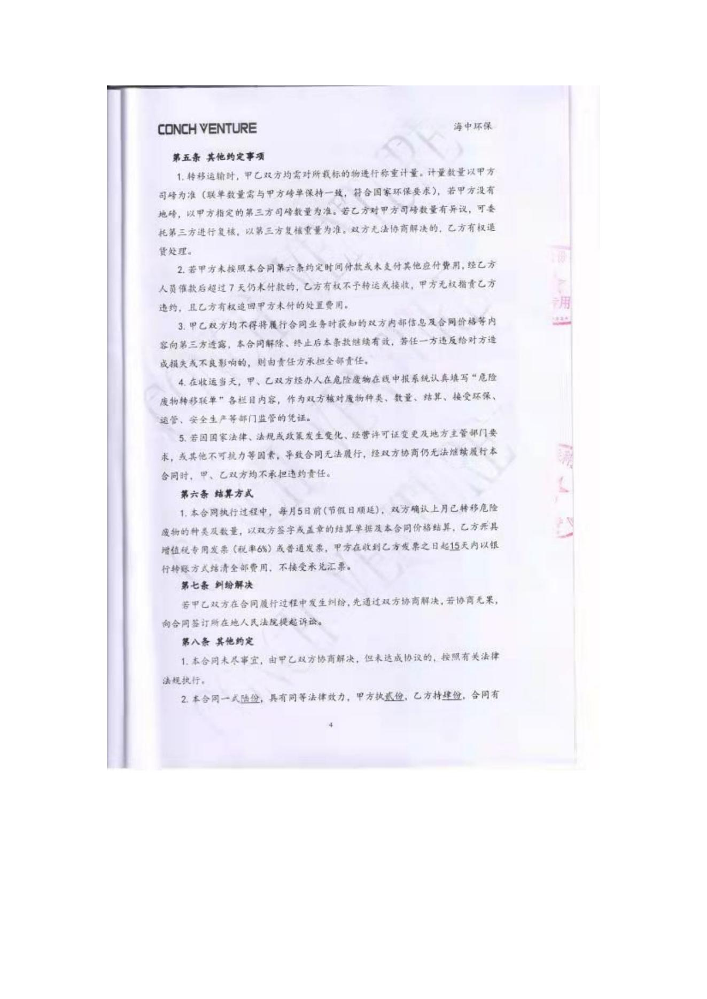 CONCH VENTURE
海中环保
第五条 其他约定事项
1.转移运输时，甲乙双方均需对所载标的物进行称重计量。计量数量以甲方
司磅为准（联单数量需与甲方磅单保持一致，符合国家环保要求），若甲方没有
地磅，以甲方指定的第三方司磅数量为准。若乙方对甲方司磅数量有异议，可委
托第三方进行复核，以第三方复核重量为准。双方无法协商解决的，乙方有权退
货处理。
2.若甲方未按照本合同第六条约定时间付款或未支付其他应付费用，经乙方
人员催款后超过7天仍未付款的，乙方有权不予转运或接收，甲方无权指责乙方
违约，且乙方有权追回甲方未付的处置费用。
3.甲乙双方均不得将履行合同业务时获知的双方内部信息及合同价格等内
容向第三方透露，本合同解除、终止后本条款继续有效，若任一方违反给对方造
成损失或不良影响的，则由责任方承担全部责任。
4.在收运当天，甲、乙双方经办人在危险废物在线申报系统认真填写“危险
废物转移联单”各栏目内容，作为双方核对废物种类、数量、结算、接受环保、
运管、安全生产等部门监管的凭证。
5.若因国家法律、法规或政策发生变化、经营许可证变更及地方主管部门要
求，或其他不可抗力等因素，导致合同无法履行，经双方协商仍无法继续履行本
合同时，甲、乙双方均不承担违约责任。
第六条 结算方式
1.本合同执行过程中，每月5日前(节假日顺延)，双方确认上月已转移危险
废物的种类及数量，以双方签字或盖章的结算单据及本合同价格结算，乙方开具
增值税专用发票（税率6%）或普通发票，甲方在收到乙方发票之日起15天内以银
行转账方式结清全部费用，不接受承兑汇票。
第七条 纠纷解决
若甲乙双方在合同履行过程中发生纠纷，先通过双方协商解决，若协商无果，
向合同签订所在地人民法院提起诉讼。
第八条 其他约定
1.本合同未尽事宜，由甲乙双方协商解决，但未达成协议的，按照有关法律
法规执行。
2.本合同一式陆份，具有同等法律效力，甲方执贰份，乙方持肆份，合同有
4
专用